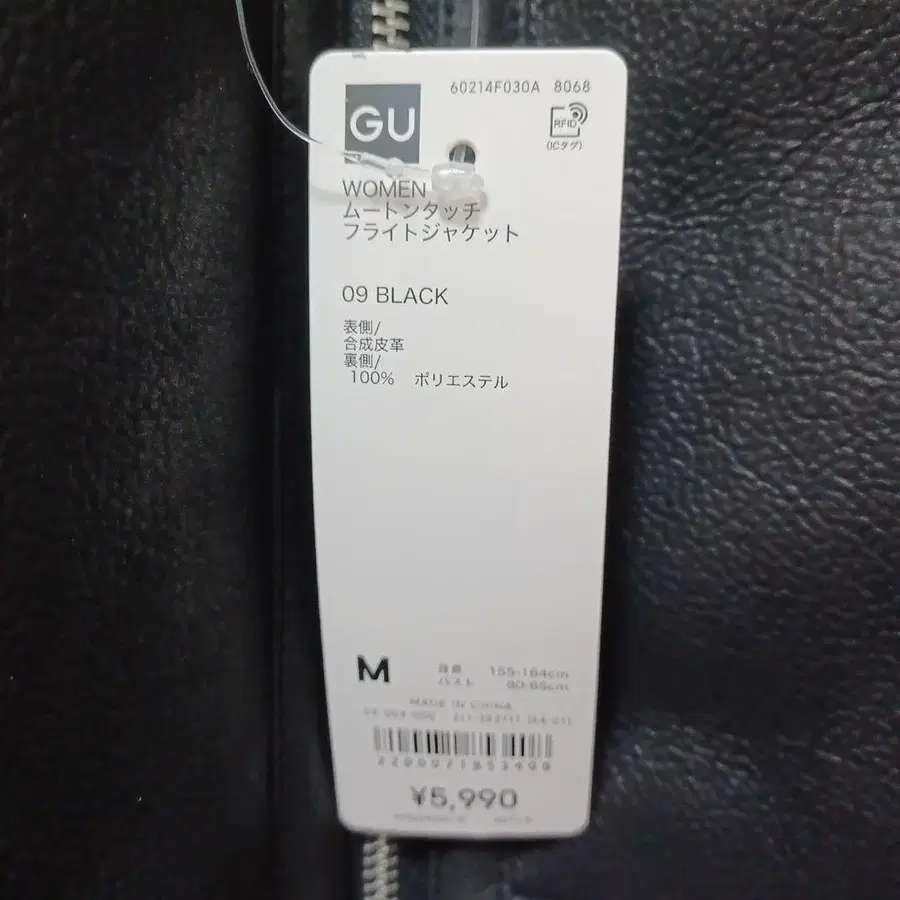 60214F030A 8068
GU
RFID
(ICタグ)
WOMEN
ムートンタッチ
フライトジャケット
09 BLACK
表側/
合成皮革
裏側/
100% ポリエステル
M
身長 155-164cm
バスト 80-86cm
MADE IN CHINA
¥5,990